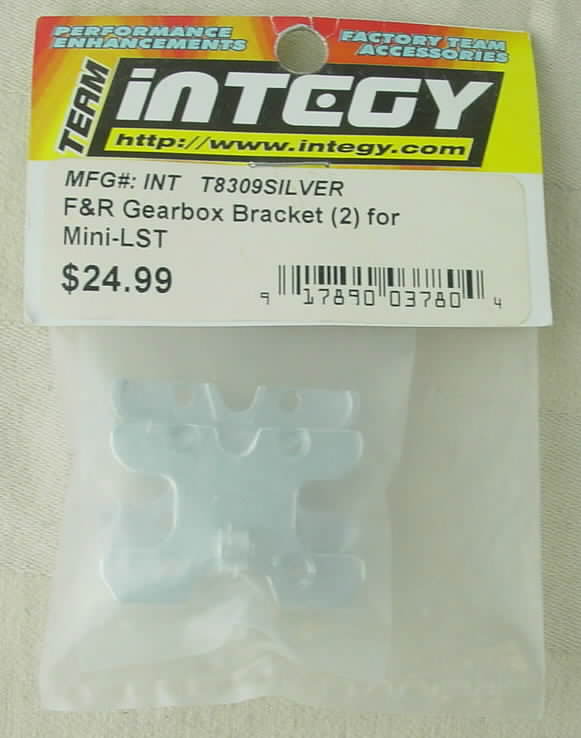 PERFORMANCE
ENHANCEMENTS
FACTORY TEAM
ACCESSORIES
TEAM
iNTEGY
http://www.integy.com
MFG#: INT T8309SILVER
F&R Gearbox Bracket (2) for
Mini-LST
$24.99
9 17890 03780 4